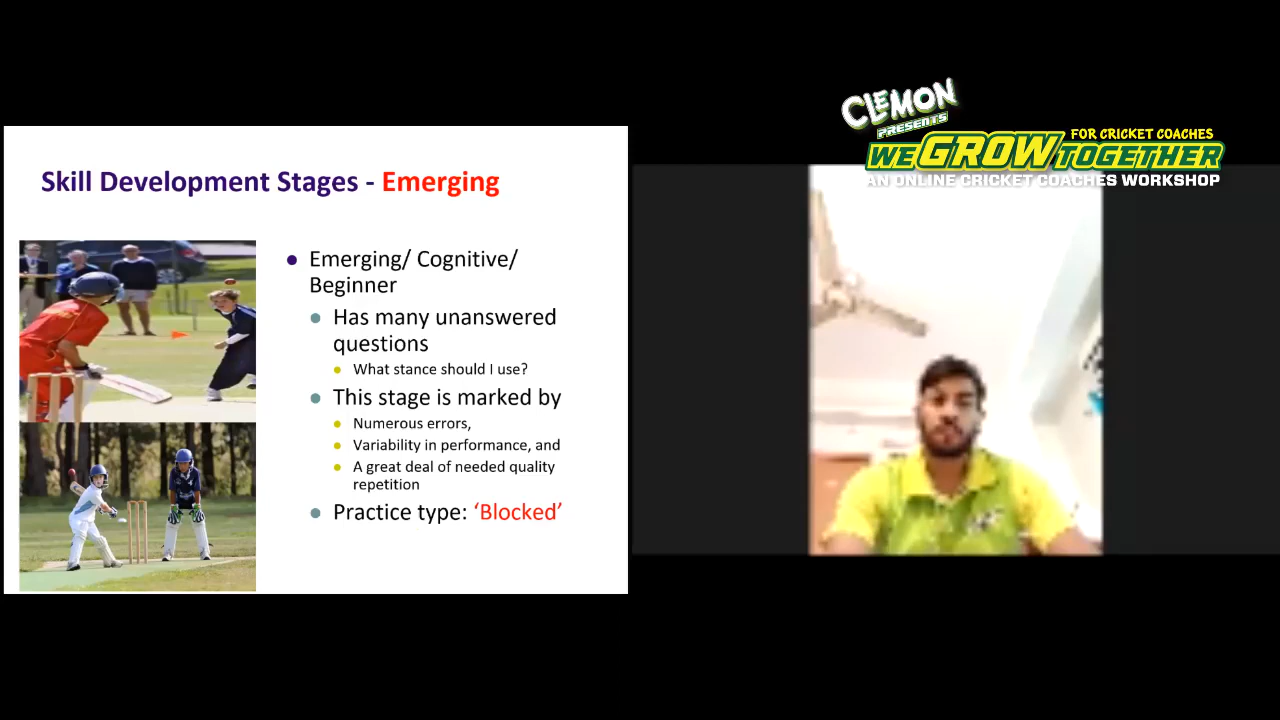 CLEMON
PRESENTS
FOR CRICKET COACHES
WE GROW TOGETHER
AN ONLINE CRICKET COACHES WORKSHOP
Skill Development Stages - Emerging
Emerging/ Cognitive/
Beginner
Has many unanswered
questions
What stance should I use?
This stage is marked by
Numerous errors,
Variability in performance, and
A great deal of needed quality
repetition
Practice type: ‘Blocked’